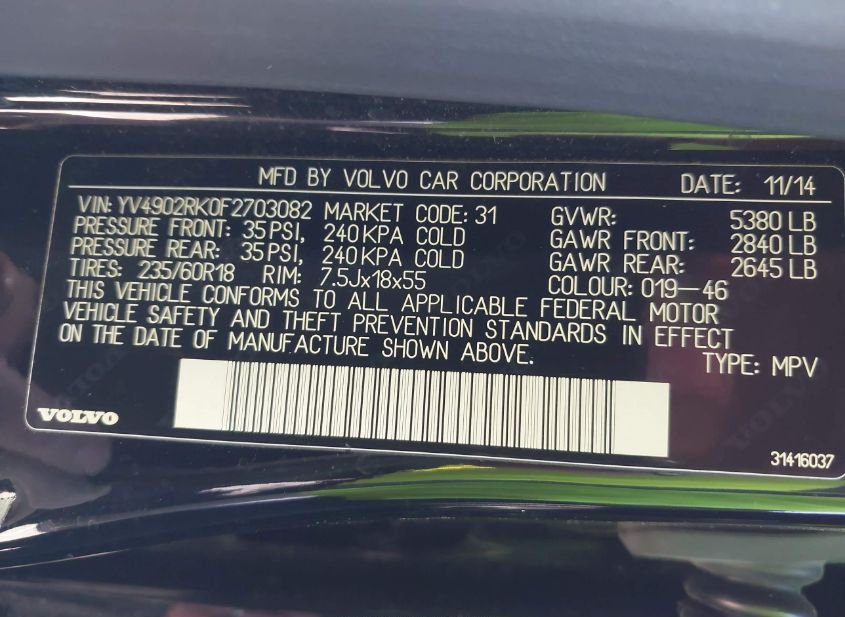 MFD BY VOLVO CAR CORPORATION DATE: 11/14
VIN: YV4902RK0F2703082 MARKET CODE: 31 GVWR: 5380 LB
PRESSURE FRONT: 35PSI, 240KPA COLD GAWR FRONT: 2840 LB
PRESSURE REAR: 35PSI, 240KPA COLD GAWR REAR: 2645 LB
TIRES: 235/60R18 RIM: 7.5Jx18x55 COLOUR: 019–46
THIS VEHICLE CONFORMS TO ALL APPLICABLE FEDERAL MOTOR
VEHICLE SAFETY AND THEFT PREVENTION STANDARDS IN EFFECT
ON THE DATE OF MANUFACTURE SHOWN ABOVE.
TYPE: MPV
VOLVO
31416037